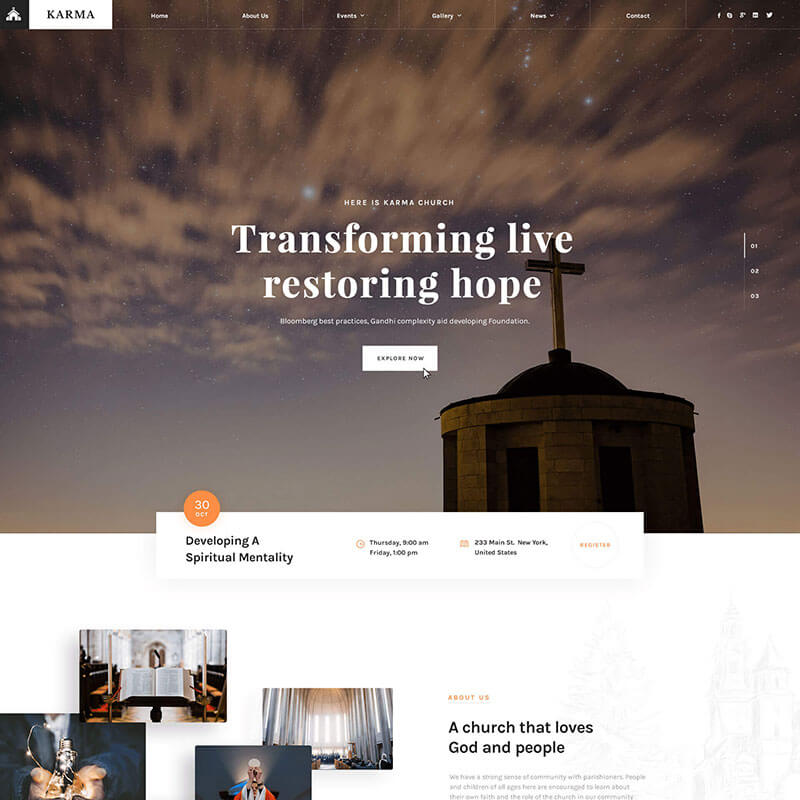 KARMA
Home
About Us
Events
Gallery
News
Contact
HERE IS KARMA CHURCH
Transforming live
restoring hope
Bloomberg best practices, Gandhi complexity aid developing Foundation.
EXPLORE NOW
01
02
03
30
OCT
Developing A
Spiritual Mentality
Thursday, 9:00 am
Friday, 1:00 pm
233 Main St. New York,
United States
REGISTER
ABOUT US
A church that loves
God and people
We have a strong sense of community with parishioners. People
and children of all ages here are encouraged to learn about
their own faith and the role of the church in our community